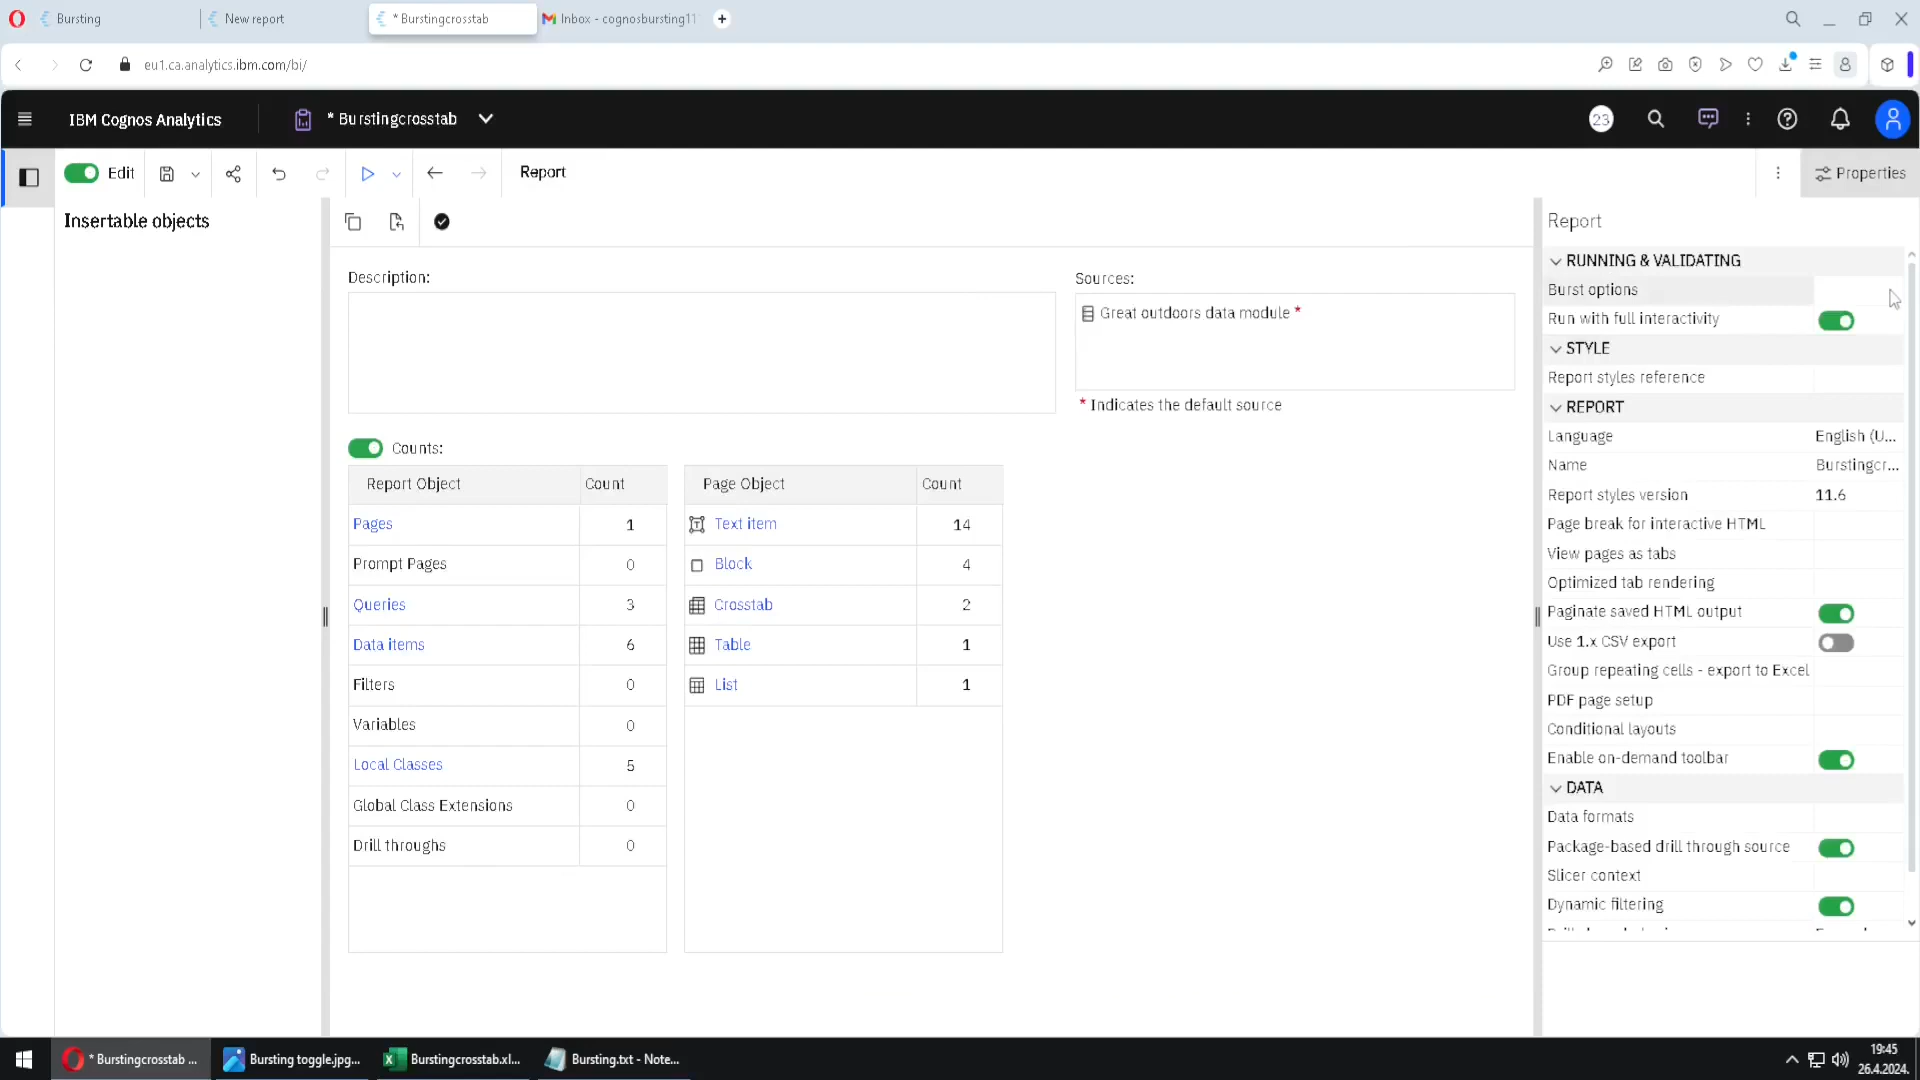 Bursting
New report
* Burstingcrosstab
Inbox - cognosbursting11
eu1.ca.analytics.ibm.com/bi/
IBM Cognos Analytics
* Burstingcrosstab
23
Edit
Report
Properties
Insertable objects
Description:
Sources:
Great outdoors data module *
* Indicates the default source
Counts:
Report Object Count
Pages 1
Prompt Pages 0
Queries 3
Data items 6
Filters 0
Variables 0
Local Classes 5
Global Class Extensions 0
Drill throughs 0
Page Object Count
Text item 14
Block 4
Crosstab 2
Table 1
List 1
Report
RUNNING & VALIDATING
Burst options
Run with full interactivity
STYLE
Report styles reference
REPORT
Language English (U...
Name Burstingcr...
Report styles version 11.6
Page break for interactive HTML
View pages as tabs
Optimized tab rendering
Paginate saved HTML output
Use 1.x CSV export
Group repeating cells - export to Excel
PDF page setup
Conditional layouts
Enable on-demand toolbar
DATA
Data formats
Package-based drill through source
Slicer context
Dynamic filtering
* Burstingcrosstab ...
Bursting toggle.jpg...
Burstingcrosstab.xl...
Bursting.txt - Note...
19:45
26.4.2024.